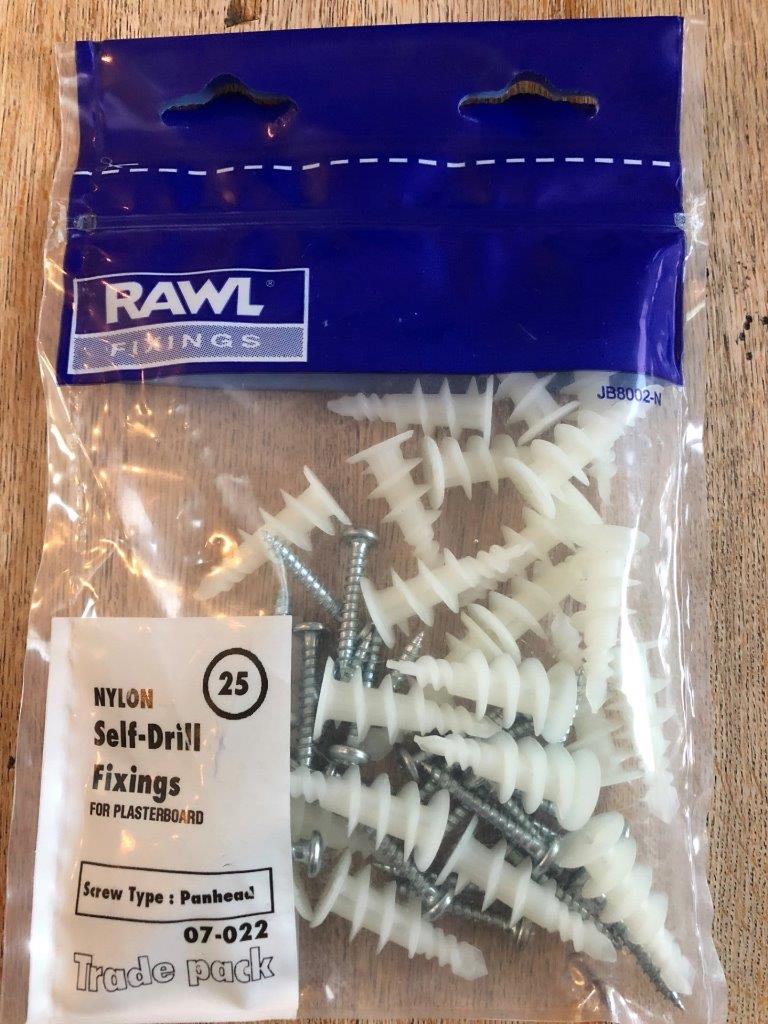 RAWL®
FIXINGS
JB8002-N
25
NYLON
Self-Drill
Fixings
FOR PLASTERBOARD
Screw Type : Panhead
07-022
Trade pack